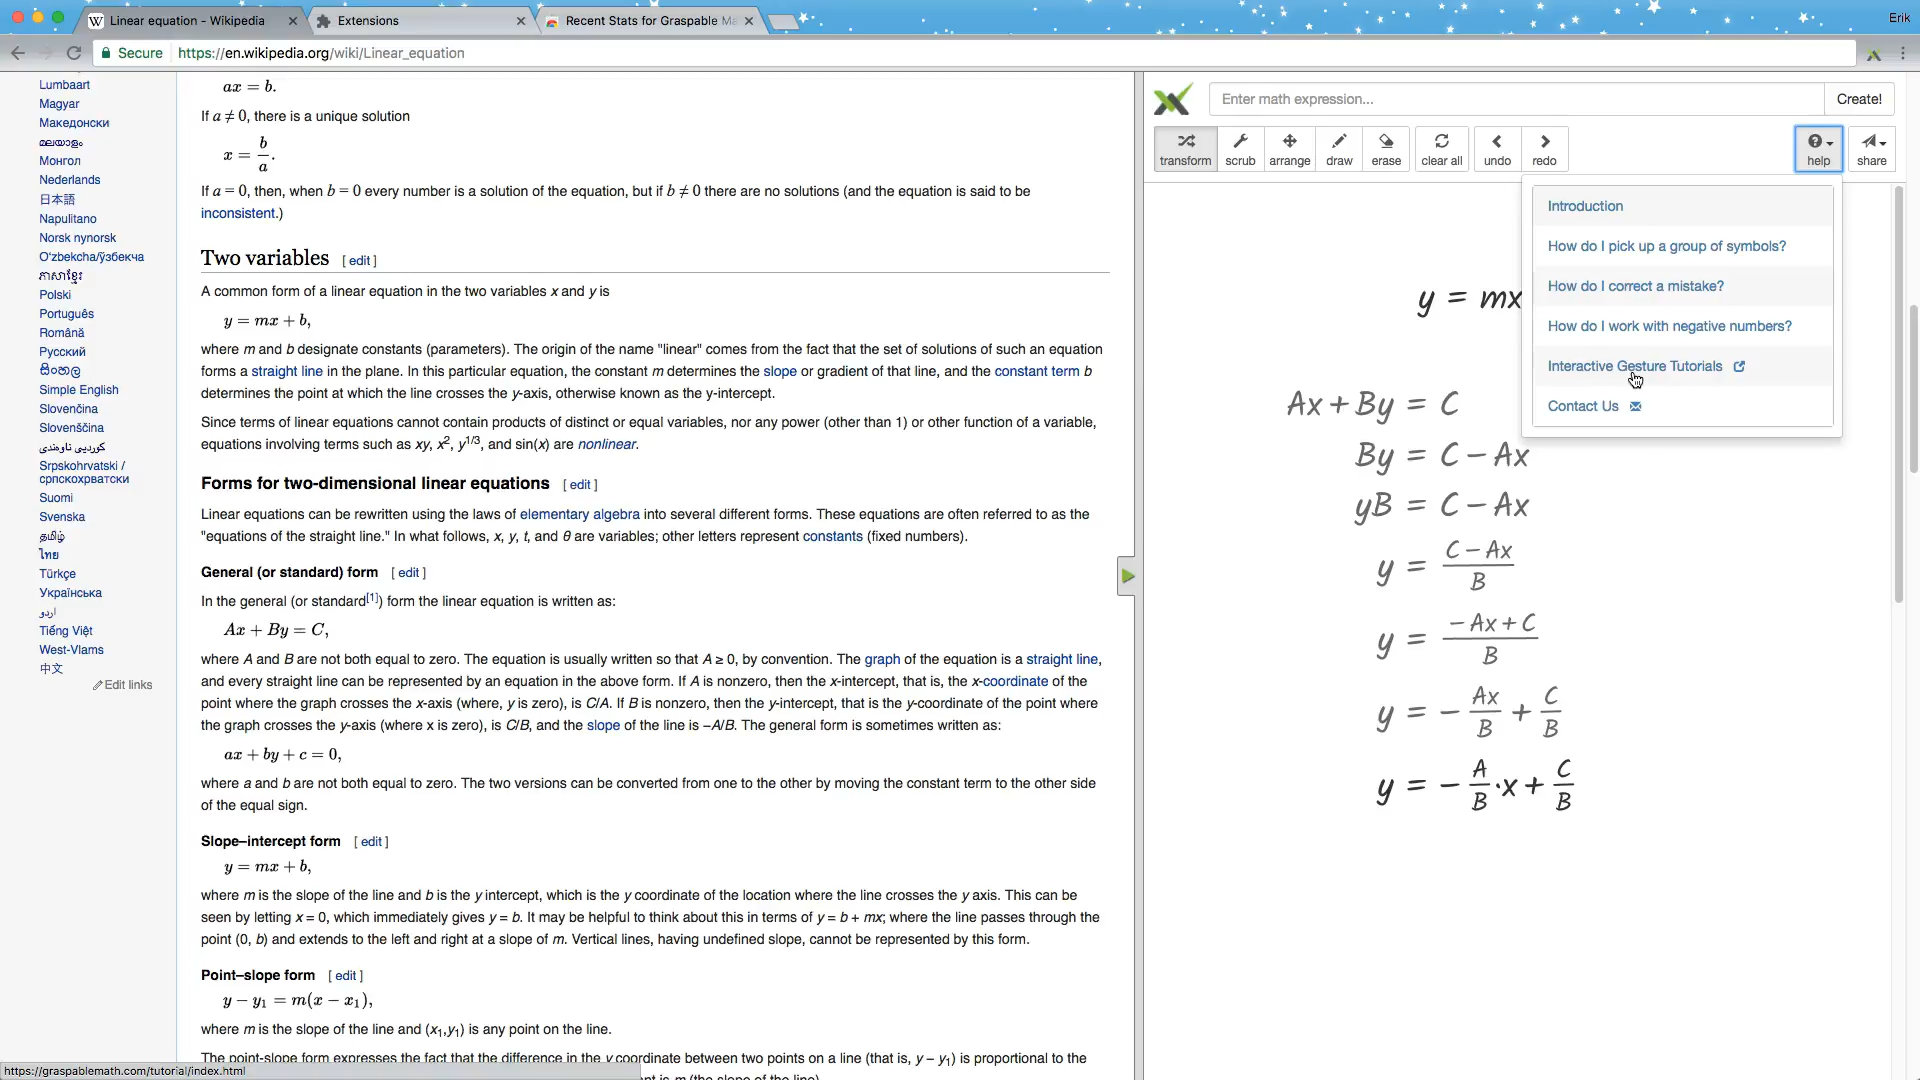 Linear equation - Wikipedia
Extensions
Recent Stats for Graspable Ma
Erik
Secure
https://en.wikipedia.org/wiki/Linear_equation
Lumbaart
Magyar
Македонски
മലയാളം
Монгол
Nederlands
日本語
Napulitano
Norsk nynorsk
Oʻzbekcha/ўзбекча
ភាសាខ្មែរ
Polski
Português
Română
Русский
සිංහල
Simple English
Slovenčina
Slovenščina
کوردیی ناوەندی
Srpskohrvatski /
српскохрватски
Suomi
Svenska
தமிழ்
ไทย
Türkçe
Українська
اردو
Tiếng Việt
West-Vlams
中文
Edit links
ax = b.
If a ≠ 0, there is a unique solution
x = b/a.
If a = 0, then, when b = 0 every number is a solution of the equation, but if b ≠ 0 there are no solutions (and the equation is said to be
inconsistent.)
Two variables [ edit ]
A common form of a linear equation in the two variables x and y is
y = mx + b,
where m and b designate constants (parameters). The origin of the name "linear" comes from the fact that the set of solutions of such an equation
forms a straight line in the plane. In this particular equation, the constant m determines the slope or gradient of that line, and the constant term b
determines the point at which the line crosses the y-axis, otherwise known as the y-intercept.
Since terms of linear equations cannot contain products of distinct or equal variables, nor any power (other than 1) or other function of a variable,
equations involving terms such as xy, x², y^1/3, and sin(x) are nonlinear.
Forms for two-dimensional linear equations [ edit ]
Linear equations can be rewritten using the laws of elementary algebra into several different forms. These equations are often referred to as the
"equations of the straight line." In what follows, x, y, t, and θ are variables; other letters represent constants (fixed numbers).
General (or standard) form [ edit ]
In the general (or standard[1]) form the linear equation is written as:
Ax + By = C,
where A and B are not both equal to zero. The equation is usually written so that A ≥ 0, by convention. The graph of the equation is a straight line,
and every straight line can be represented by an equation in the above form. If A is nonzero, then the x-intercept, that is, the x-coordinate of the
point where the graph crosses the x-axis (where, y is zero), is C/A. If B is nonzero, then the y-intercept, that is the y-coordinate of the point where
the graph crosses the y-axis (where x is zero), is C/B, and the slope of the line is −A/B. The general form is sometimes written as:
ax + by + c = 0,
where a and b are not both equal to zero. The two versions can be converted from one to the other by moving the constant term to the other side
of the equal sign.
Slope–intercept form [ edit ]
y = mx + b,
where m is the slope of the line and b is the y intercept, which is the y coordinate of the location where the line crosses the y axis. This can be
seen by letting x = 0, which immediately gives y = b. It may be helpful to think about this in terms of y = b + mx; where the line passes through the
point (0, b) and extends to the left and right at a slope of m. Vertical lines, having undefined slope, cannot be represented by this form.
Point–slope form [ edit ]
y − y₁ = m(x − x₁),
where m is the slope of the line and (x₁,y₁) is any point on the line.
The point-slope form expresses the fact that the difference in the y coordinate between two points on a line (that is, y − y₁) is proportional to the
https://graspablemath.com/tutorial/index.html
Enter math expression...
Create!
transform scrub arrange draw erase clear all undo redo help share
Introduction
How do I pick up a group of symbols?
How do I correct a mistake?
How do I work with negative numbers?
Interactive Gesture Tutorials
Contact Us
y = mx
Ax + By = C
By = C − Ax
yB = C − Ax
y = (C − Ax)/B
y = (−Ax + C)/B
y = −Ax/B + C/B
y = −A/B·x + C/B